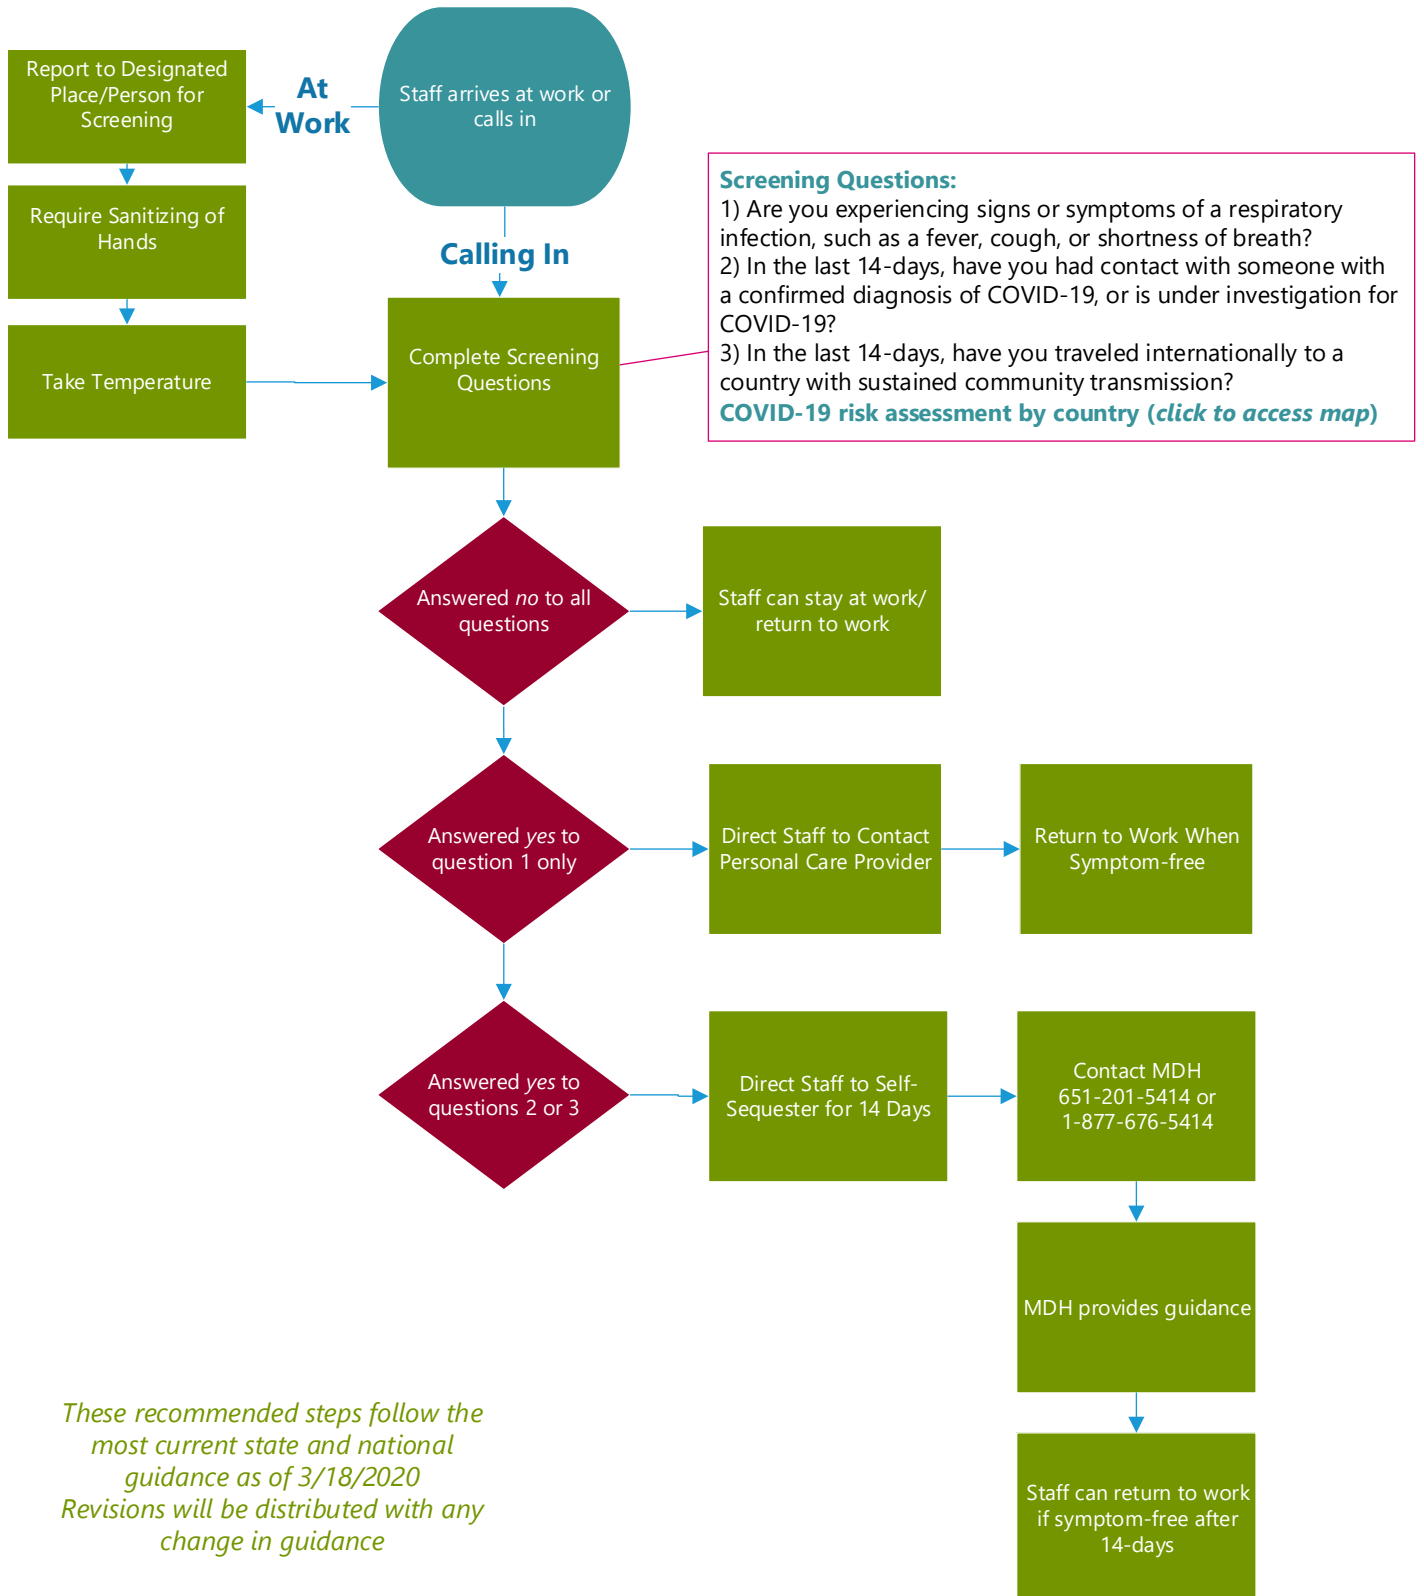 Staff arrives at work or
calls in
At
Work
Report to Designated
Place/Person for
Screening
Require Sanitizing of
Hands
Take Temperature
Calling In
Complete Screening
Questions
Screening Questions:
1) Are you experiencing signs or symptoms of a respiratory
infection, such as a fever, cough, or shortness of breath?
2) In the last 14-days, have you had contact with someone with
a confirmed diagnosis of COVID-19, or is under investigation for
COVID-19?
3) In the last 14-days, have you traveled internationally to a
country with sustained community transmission?
COVID-19 risk assessment by country (click to access map)
Answered no to all
questions
Staff can stay at work/
return to work
Answered yes to
question 1 only
Direct Staff to Contact
Personal Care Provider
Return to Work When
Symptom-free
Answered yes to
questions 2 or 3
Direct Staff to Self-
Sequester for 14 Days
Contact MDH
651-201-5414 or
1-877-676-5414
MDH provides guidance
Staff can return to work
if symptom-free after
14-days
These recommended steps follow the
most current state and national
guidance as of 3/18/2020
Revisions will be distributed with any
change in guidance